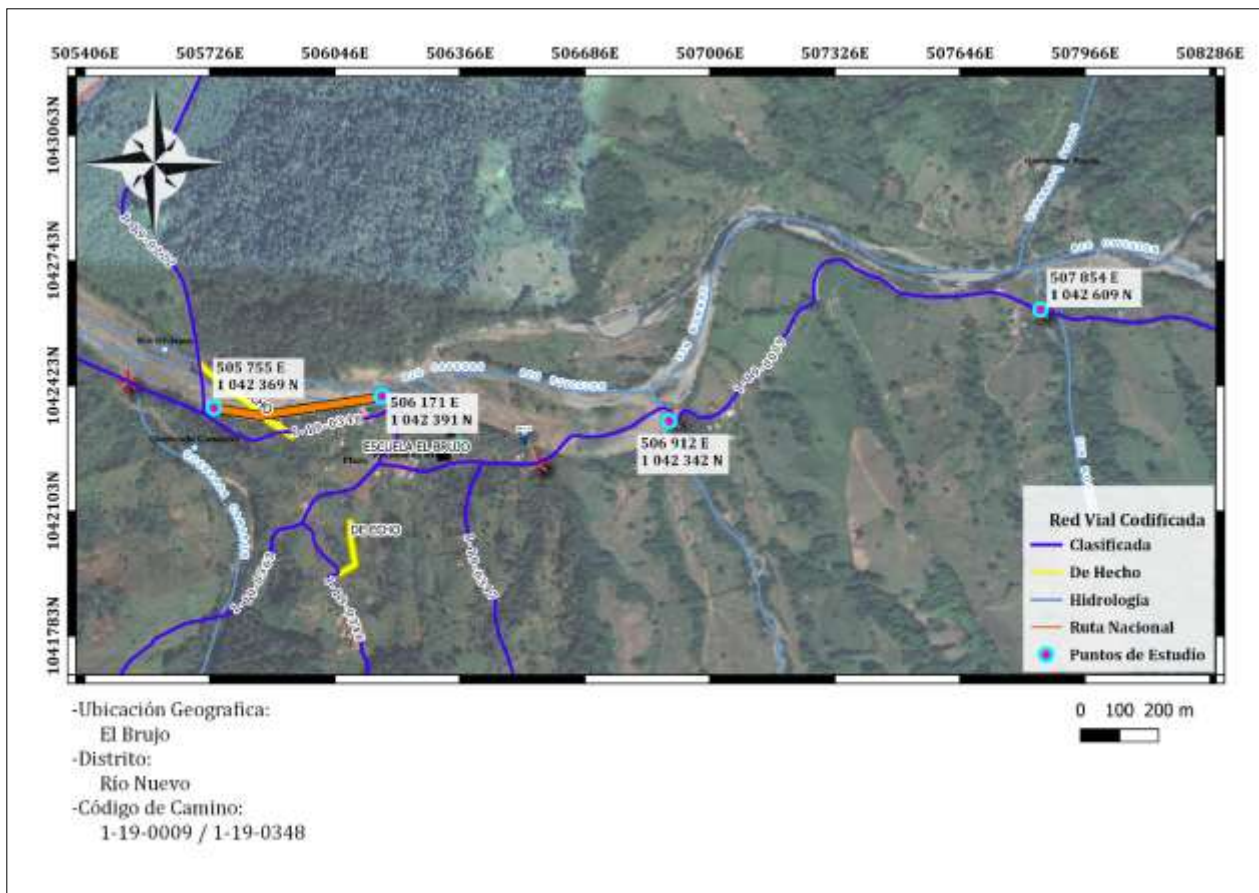 505406E 505726E 506046E 506366E 506686E 507006E 507326E 507646E 507966E 508286E
1043063N
1042743N
1042423N
1042103N
1041783N
507 854 E
1 042 609 N
505 755 E
1 042 369 N
506 171 E
1 042 391 N
506 912 E
1 042 342 N
ESCUELA EL BRUJO
DE ECHO
Red Vial Codificada
Clasificada
De Hecho
Hidrología
Ruta Nacional
Puntos de Estudio
0 100 200 m
-Ubicación Geografica:
El Brujo
-Distrito:
Río Nuevo
-Código de Camino:
1-19-0009 / 1-19-0348